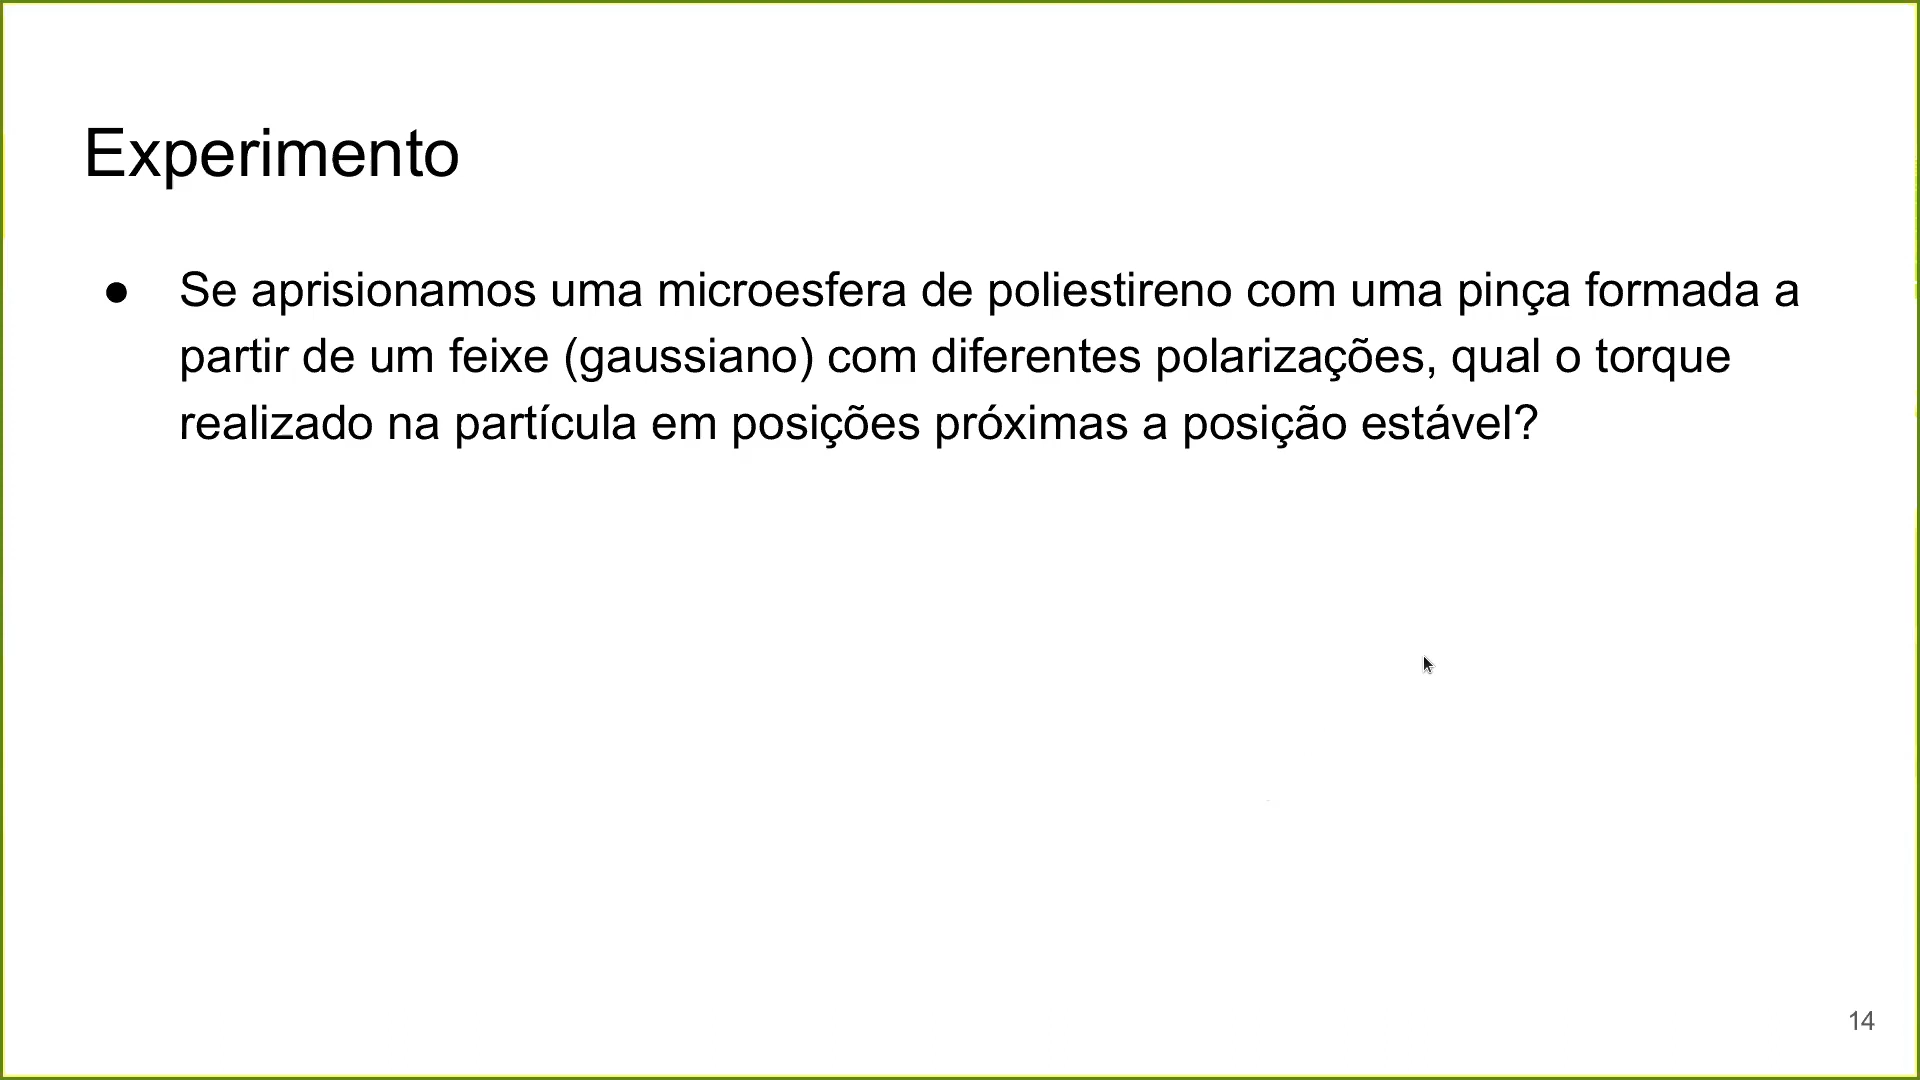 Experimento
● Se aprisionamos uma microesfera de poliestireno com uma pinça formada a
partir de um feixe (gaussiano) com diferentes polarizações, qual o torque
realizado na partícula em posições próximas a posição estável?
14